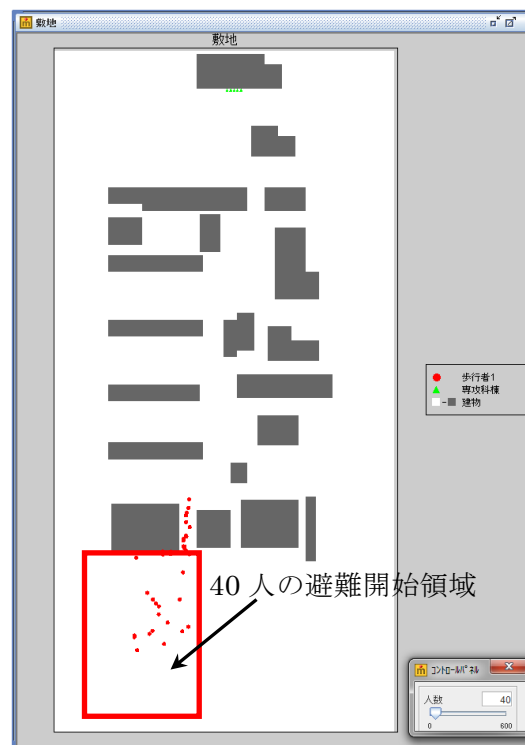 敷地
敷地
歩行者1
専攻科棟
-■ 建物
40 人の避難開始領域
コントロールパネル
人数
40
0
600